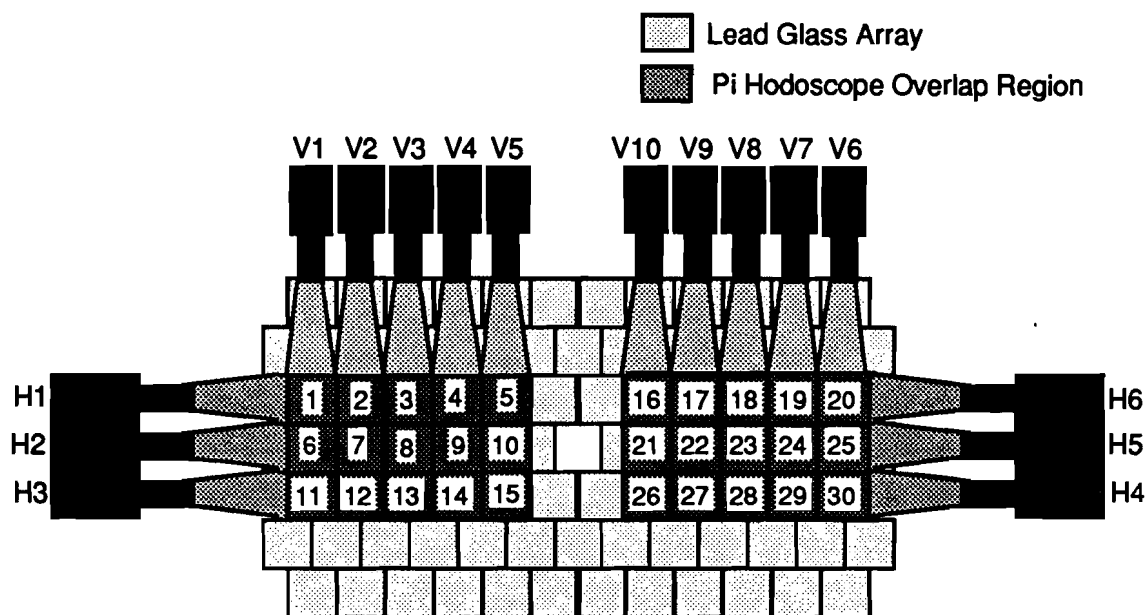 Lead Glass Array
Pi Hodoscope Overlap Region
V1 V2 V3 V4 V5 V10 V9 V8 V7 V6
H1 1 2 3 4 5 16 17 18 19 20 H6
H2 6 7 8 9 10 21 22 23 24 25 H5
H3 11 12 13 14 15 26 27 28 29 30 H4